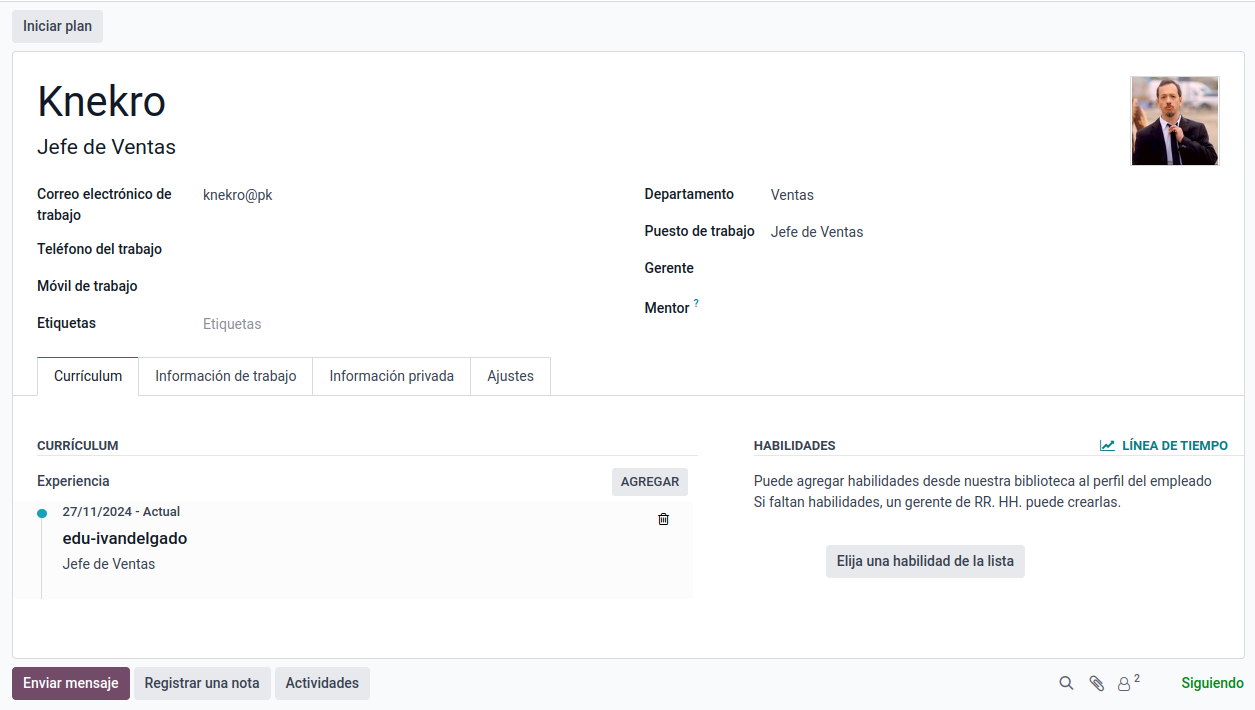 Iniciar plan
Knekro
Jefe de Ventas
Correo electrónico de
trabajo
knekro@pk
Teléfono del trabajo
Móvil de trabajo
Etiquetas
Etiquetas
Departamento
Ventas
Puesto de trabajo
Jefe de Ventas
Gerente
Mentor ?
Currículum
Información de trabajo
Información privada
Ajustes
CURRÍCULUM
Experiencia
AGREGAR
27/11/2024 - Actual
edu-ivandelgado
Jefe de Ventas
HABILIDADES
LÍNEA DE TIEMPO
Puede agregar habilidades desde nuestra biblioteca al perfil del empleado
Si faltan habilidades, un gerente de RR. HH. puede crearlas.
Elija una habilidad de la lista
Enviar mensaje
Registrar una nota
Actividades
2
Siguiendo